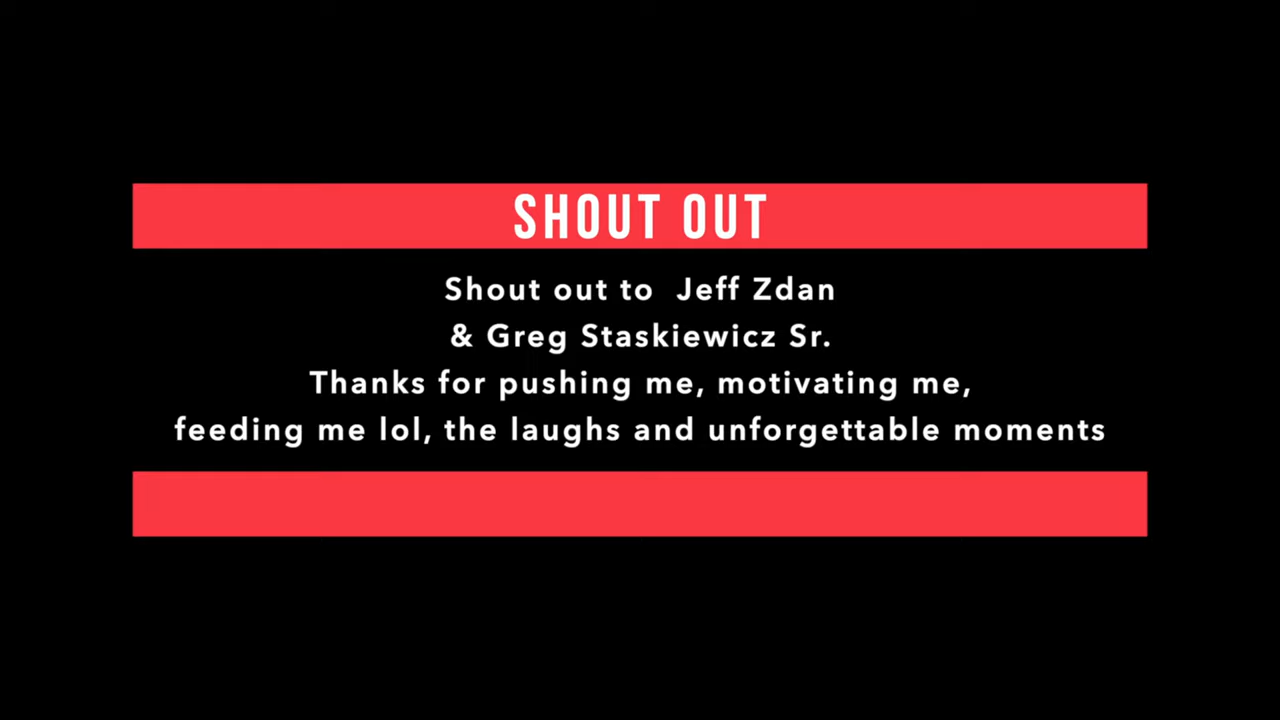 SHOUT OUT
Shout out to Jeff Zdan
& Greg Staskiewicz Sr.
Thanks for pushing me, motivating me,
feeding me lol, the laughs and unforgettable moments